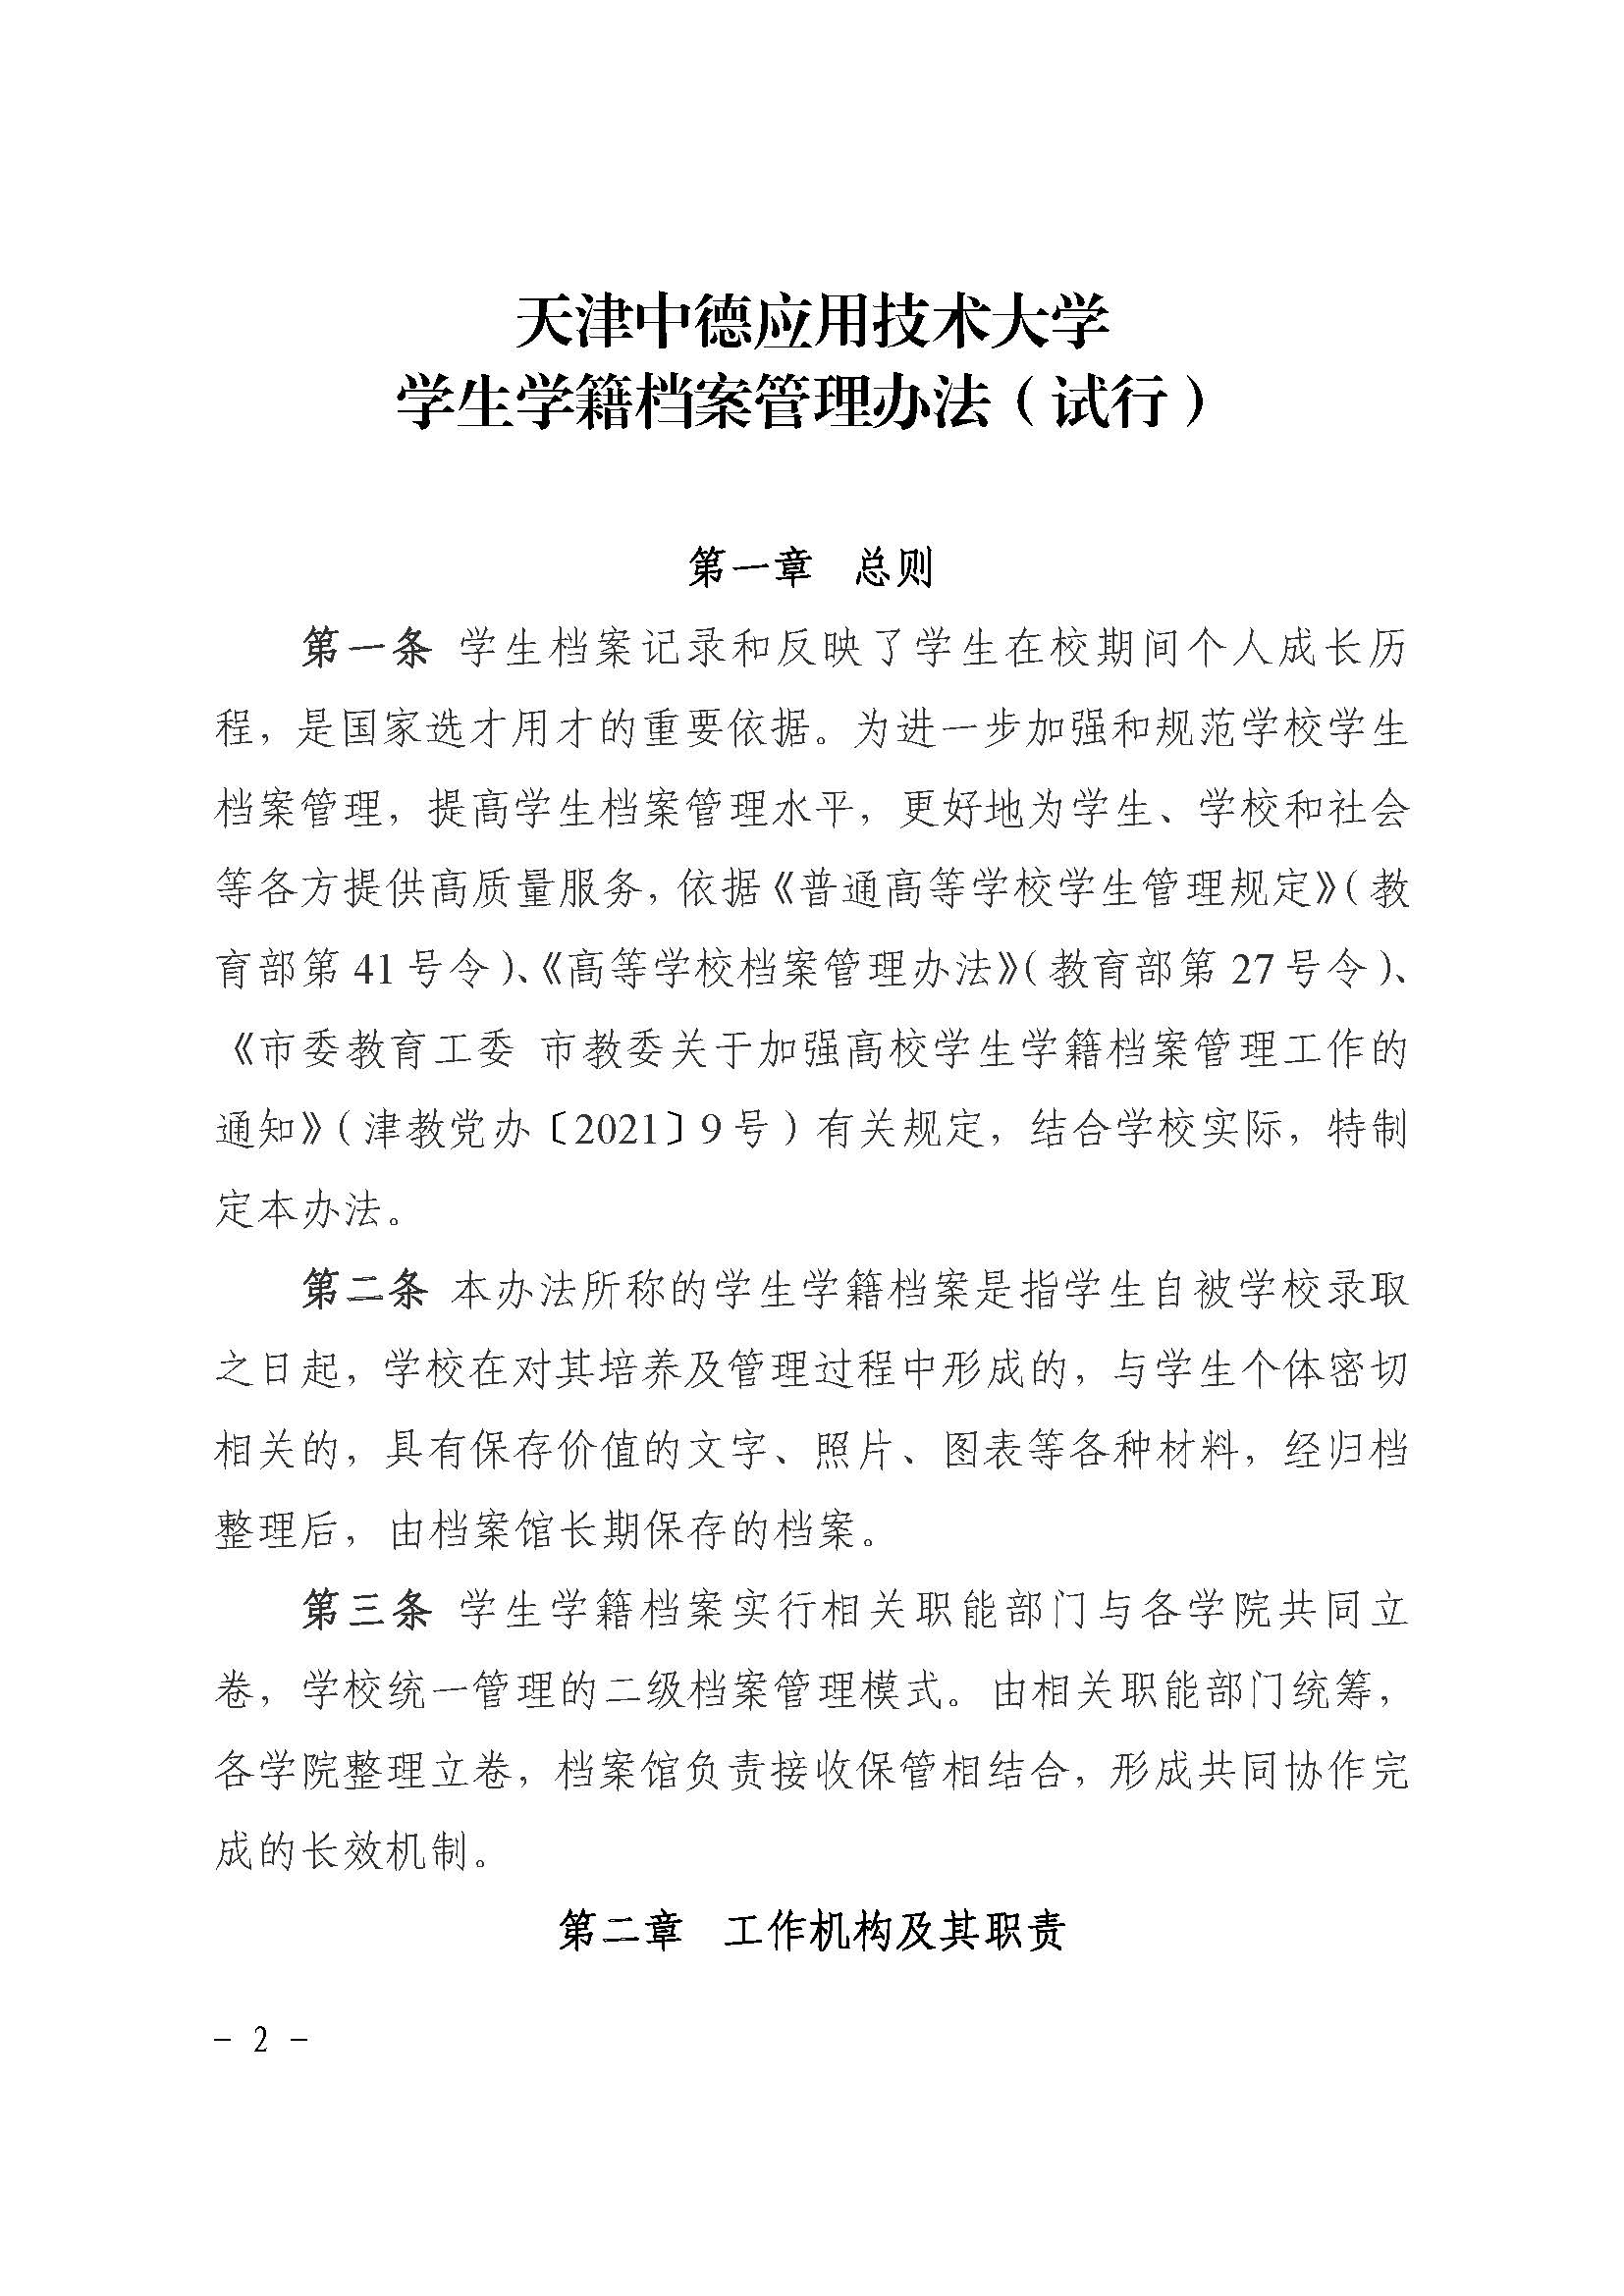 天津中德应用技术大学
学生学籍档案管理办法（试行）
第一章 总则
第一条 学生档案记录和反映了学生在校期间个人成长历
程，是国家选才用才的重要依据。为进一步加强和规范学校学生
档案管理，提高学生档案管理水平，更好地为学生、学校和社会
等各方提供高质量服务，依据《普通高等学校学生管理规定》（教
育部第 41 号令）、《高等学校档案管理办法》（教育部第 27 号令）、
《市委教育工委 市教委关于加强高校学生学籍档案管理工作的
通知》（津教党办〔2021〕9 号）有关规定，结合学校实际，特制
定本办法。
第二条 本办法所称的学生学籍档案是指学生自被学校录取
之日起，学校在对其培养及管理过程中形成的，与学生个体密切
相关的，具有保存价值的文字、照片、图表等各种材料，经归档
整理后，由档案馆长期保存的档案。
第三条 学生学籍档案实行相关职能部门与各学院共同立
卷，学校统一管理的二级档案管理模式。由相关职能部门统筹，
各学院整理立卷，档案馆负责接收保管相结合，形成共同协作完
成的长效机制。
第二章 工作机构及其职责
- 2 -